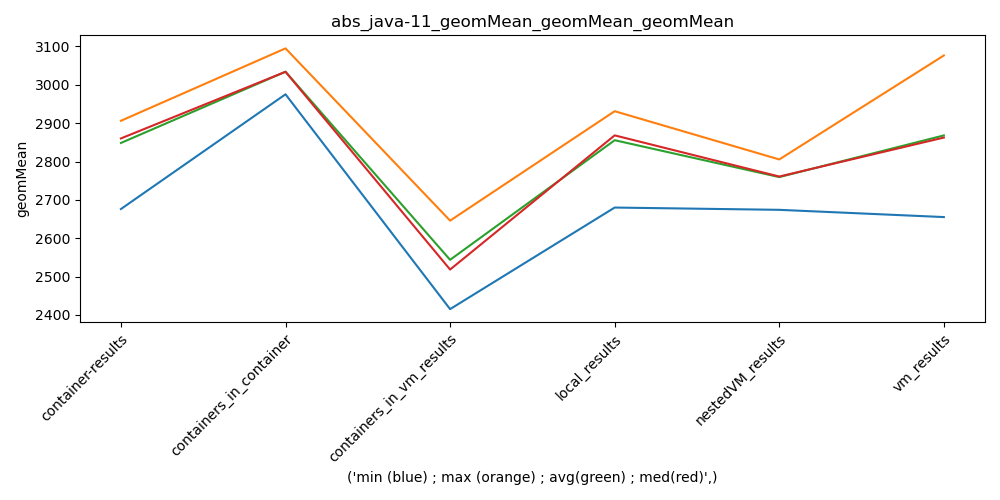 abs_java-11_geomMean_geomMean_geomMean
geomMean
3100
3000
2900
2800
2700
2600
2500
2400
container-results
containers_in_container
containers_in_vm_results
local_results
nestedVM_results
vm_results
('min (blue) ; max (orange) ; avg(green) ; med(red)',)